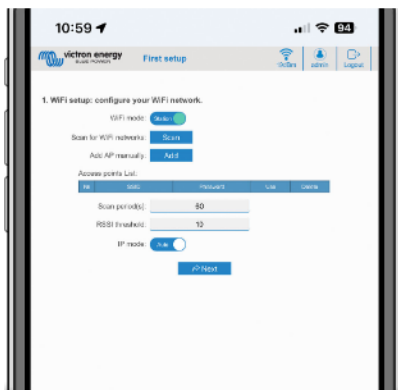 10:59
94
victron energy
BLUE POWER
First setup
admin
Logout
1. WiFi setup: configure your WiFi network.
WiFi mode: Station
Scan for WiFi networks: Scan
Add AP manually: Add
Access points List:
Nr SSID Password Use Delete
Scan period(s): 60
RSSI threshold: 10
IP mode: Auto
Next